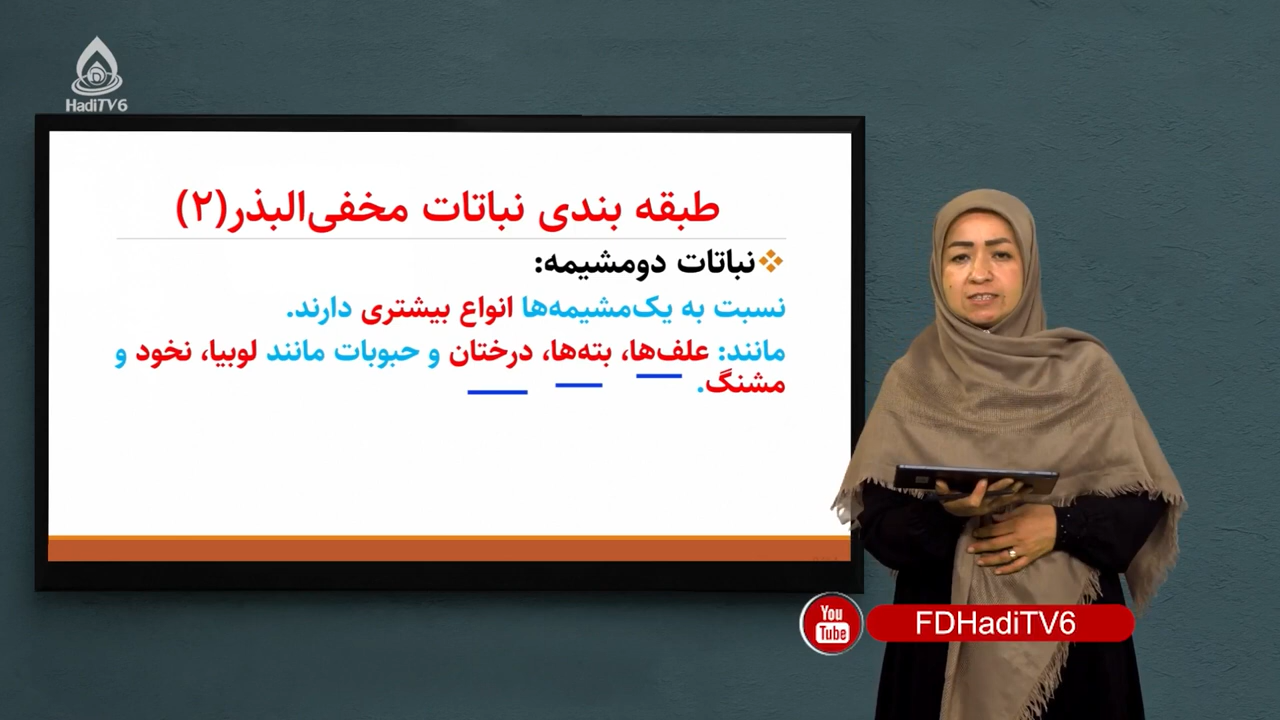 HadiTV6
طبقه بندی نباتات مخفی‌البذر(۲)
نباتات دومشیمه:
نسبت به یک‌مشیمه‌ها انواع بیشتری دارند.
مانند: علف‌ها، بته‌ها، درختان و حبوبات مانند لوبیا، نخود و
مشنگ.
You
Tube
FDHadiTV6